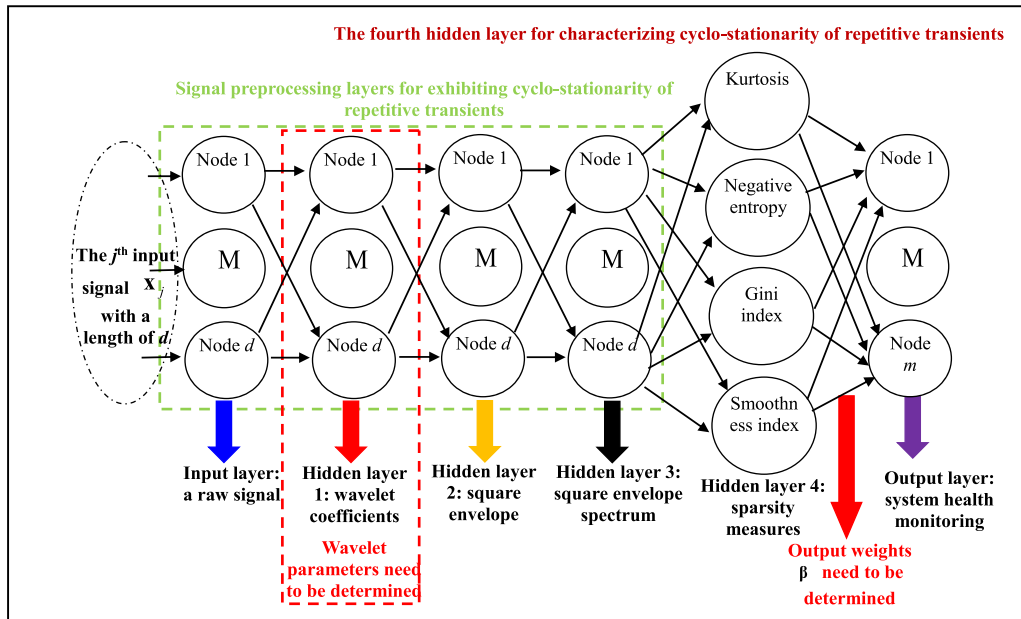 The fourth hidden layer for characterizing cyclo-stationarity of repetitive transients
Signal preprocessing layers for exhibiting cyclo-stationarity of
repetitive transients
Kurtosis
Node 1
Node 1
Node 1
Node 1
Node 1
Negative
entropy
The jth input
signal xj
with a
length of d
M
M
M
M
M
Gini
index
Node d
Node d
Node d
Node d
Node
m
Smoothn
ess index
Input layer:
a raw signal
Hidden layer
1: wavelet
coefficients
Hidden layer
2: square
envelope
Hidden layer 3:
square envelope
spectrum
Hidden layer 4:
sparsity
measures
Output layer:
system health
monitoring
Wavelet
parameters need
to be determined
Output weights
β need to be
determined